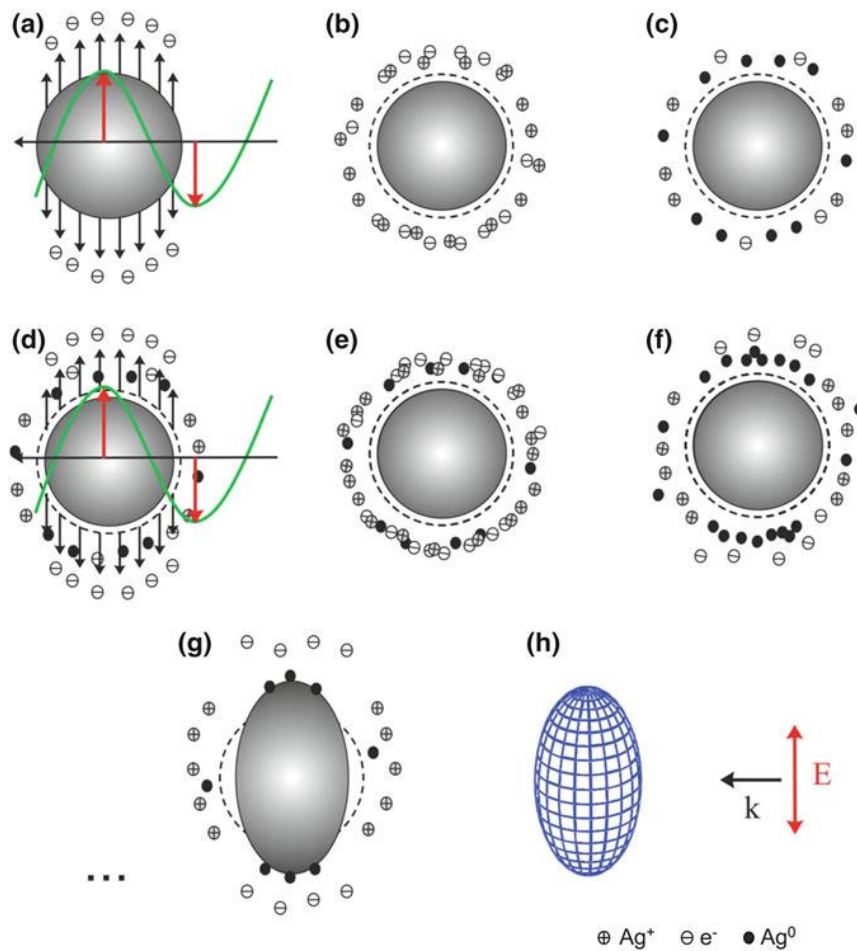 (a)
(b)
(c)
(d)
(e)
(f)
(g)
(h)
k
E
...
⊕ Ag⁺ ⊖ e⁻ ● Ag⁰